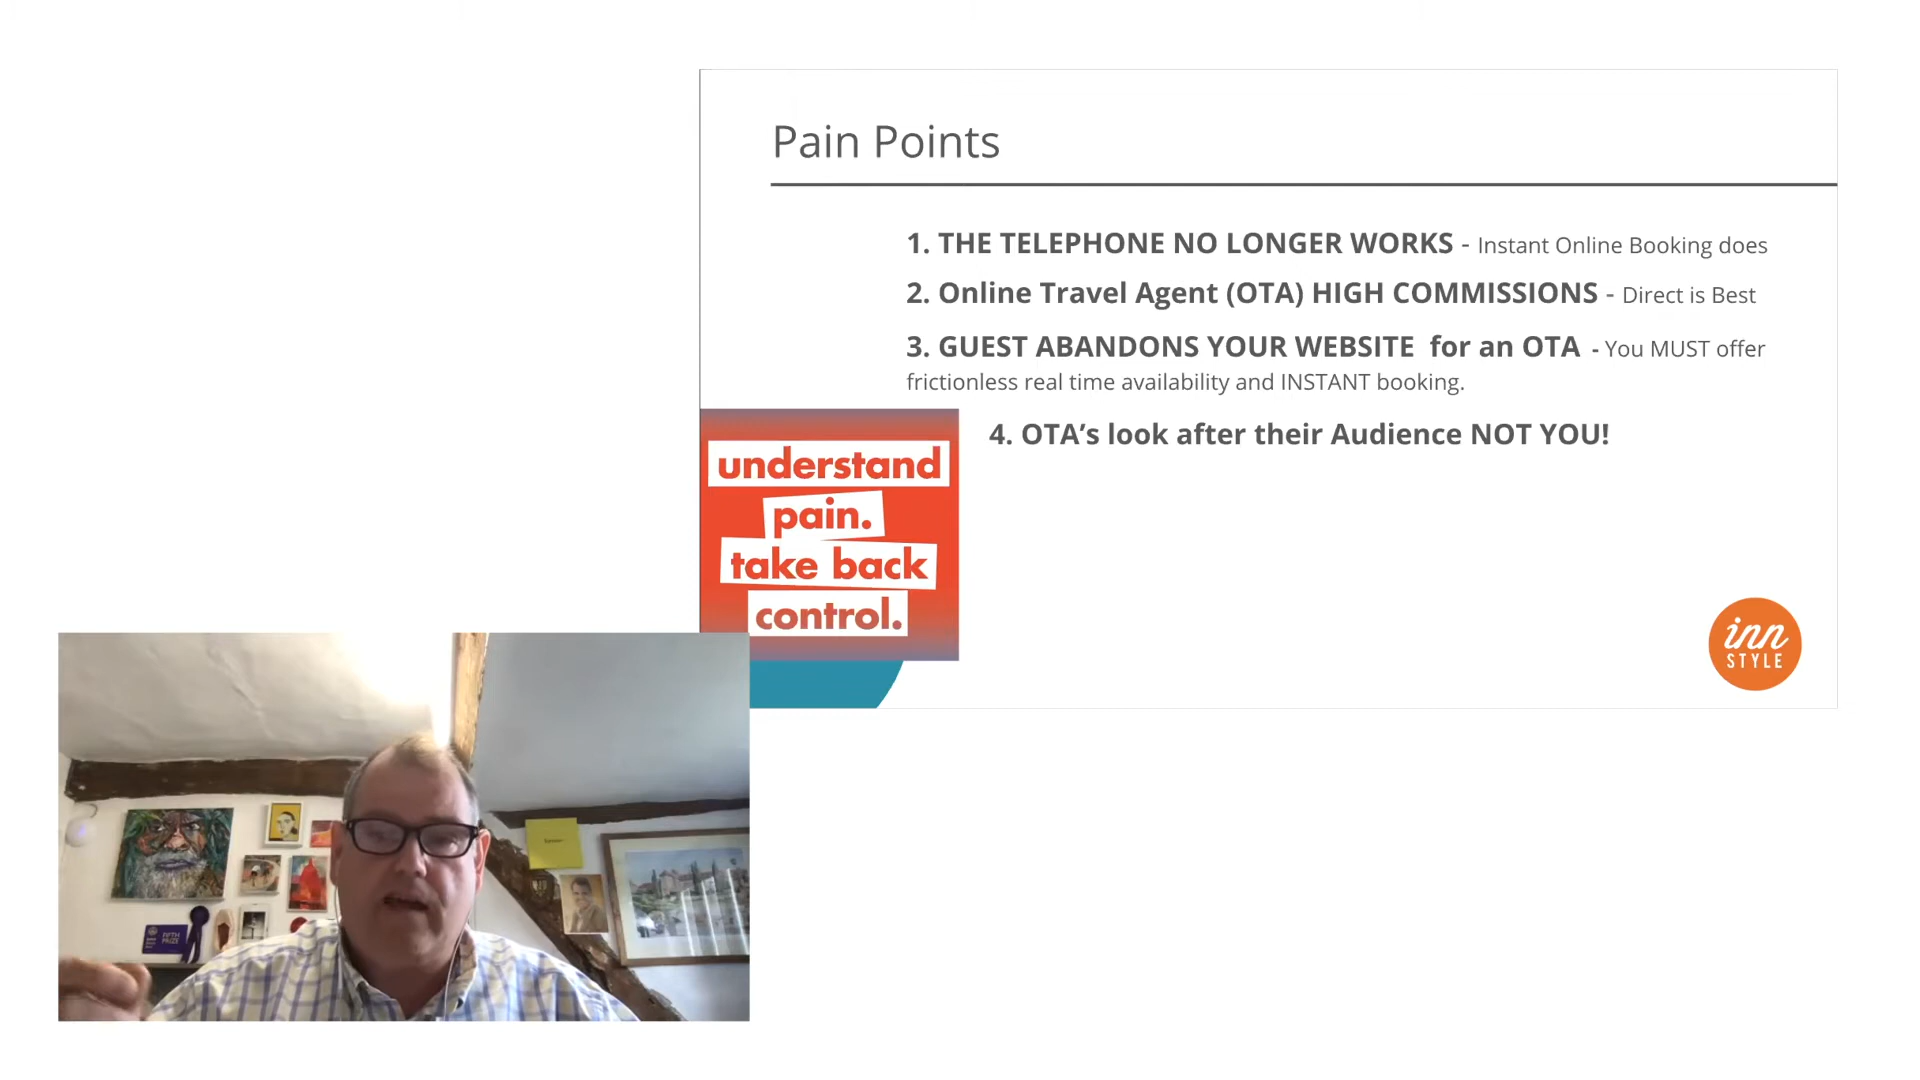 Pain Points
1. THE TELEPHONE NO LONGER WORKS - Instant Online Booking does
2. Online Travel Agent (OTA) HIGH COMMISSIONS - Direct is Best
3. GUEST ABANDONS YOUR WEBSITE for an OTA - You MUST offer
frictionless real time availability and INSTANT booking.
4. OTA's look after their Audience NOT YOU!
understand
pain.
take back
control.
inn
STYLE
FIFTH
PRIZE